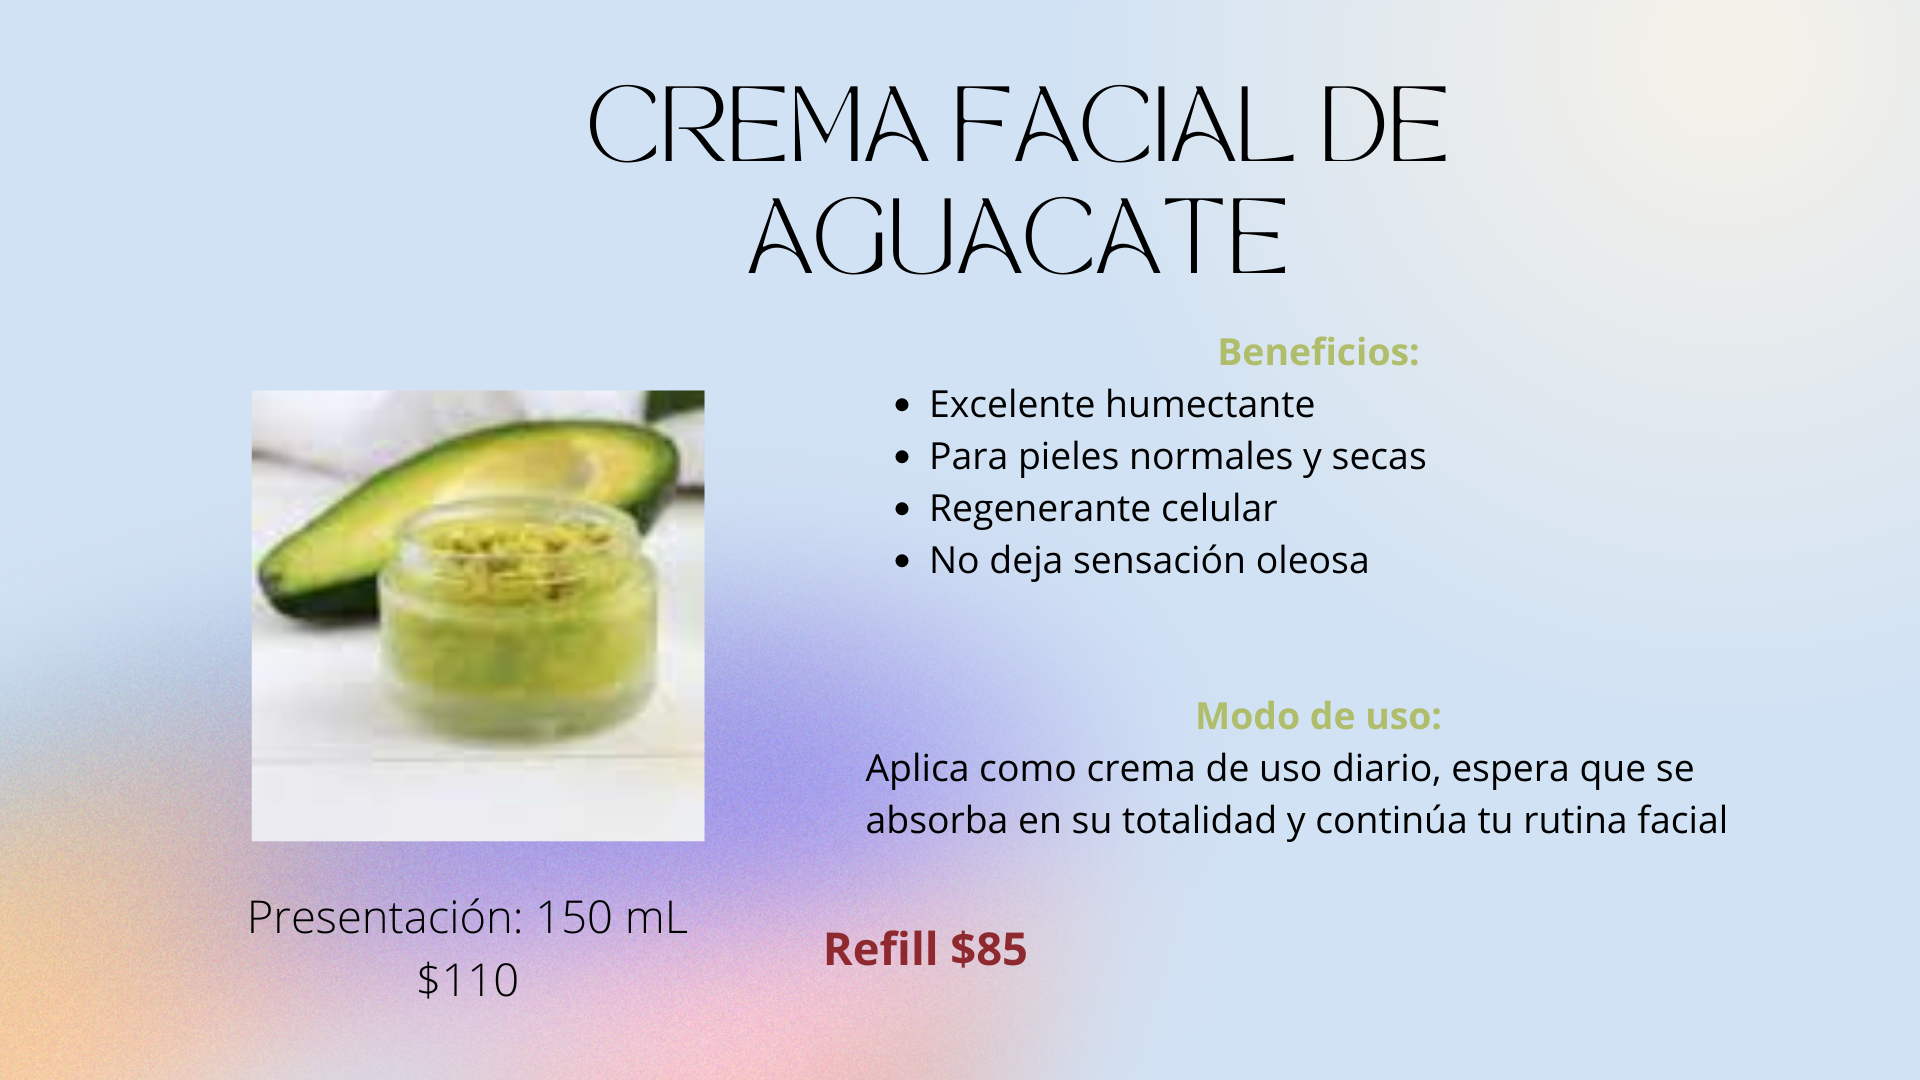 CREMA FACIAL DE
AGUACATE
Beneficios:
• Excelente humectante
• Para pieles normales y secas
• Regenerante celular
• No deja sensación oleosa
Modo de uso:
Aplica como crema de uso diario, espera que se
absorba en su totalidad y continúa tu rutina facial
Presentación: 150 mL
$110
Refill $85